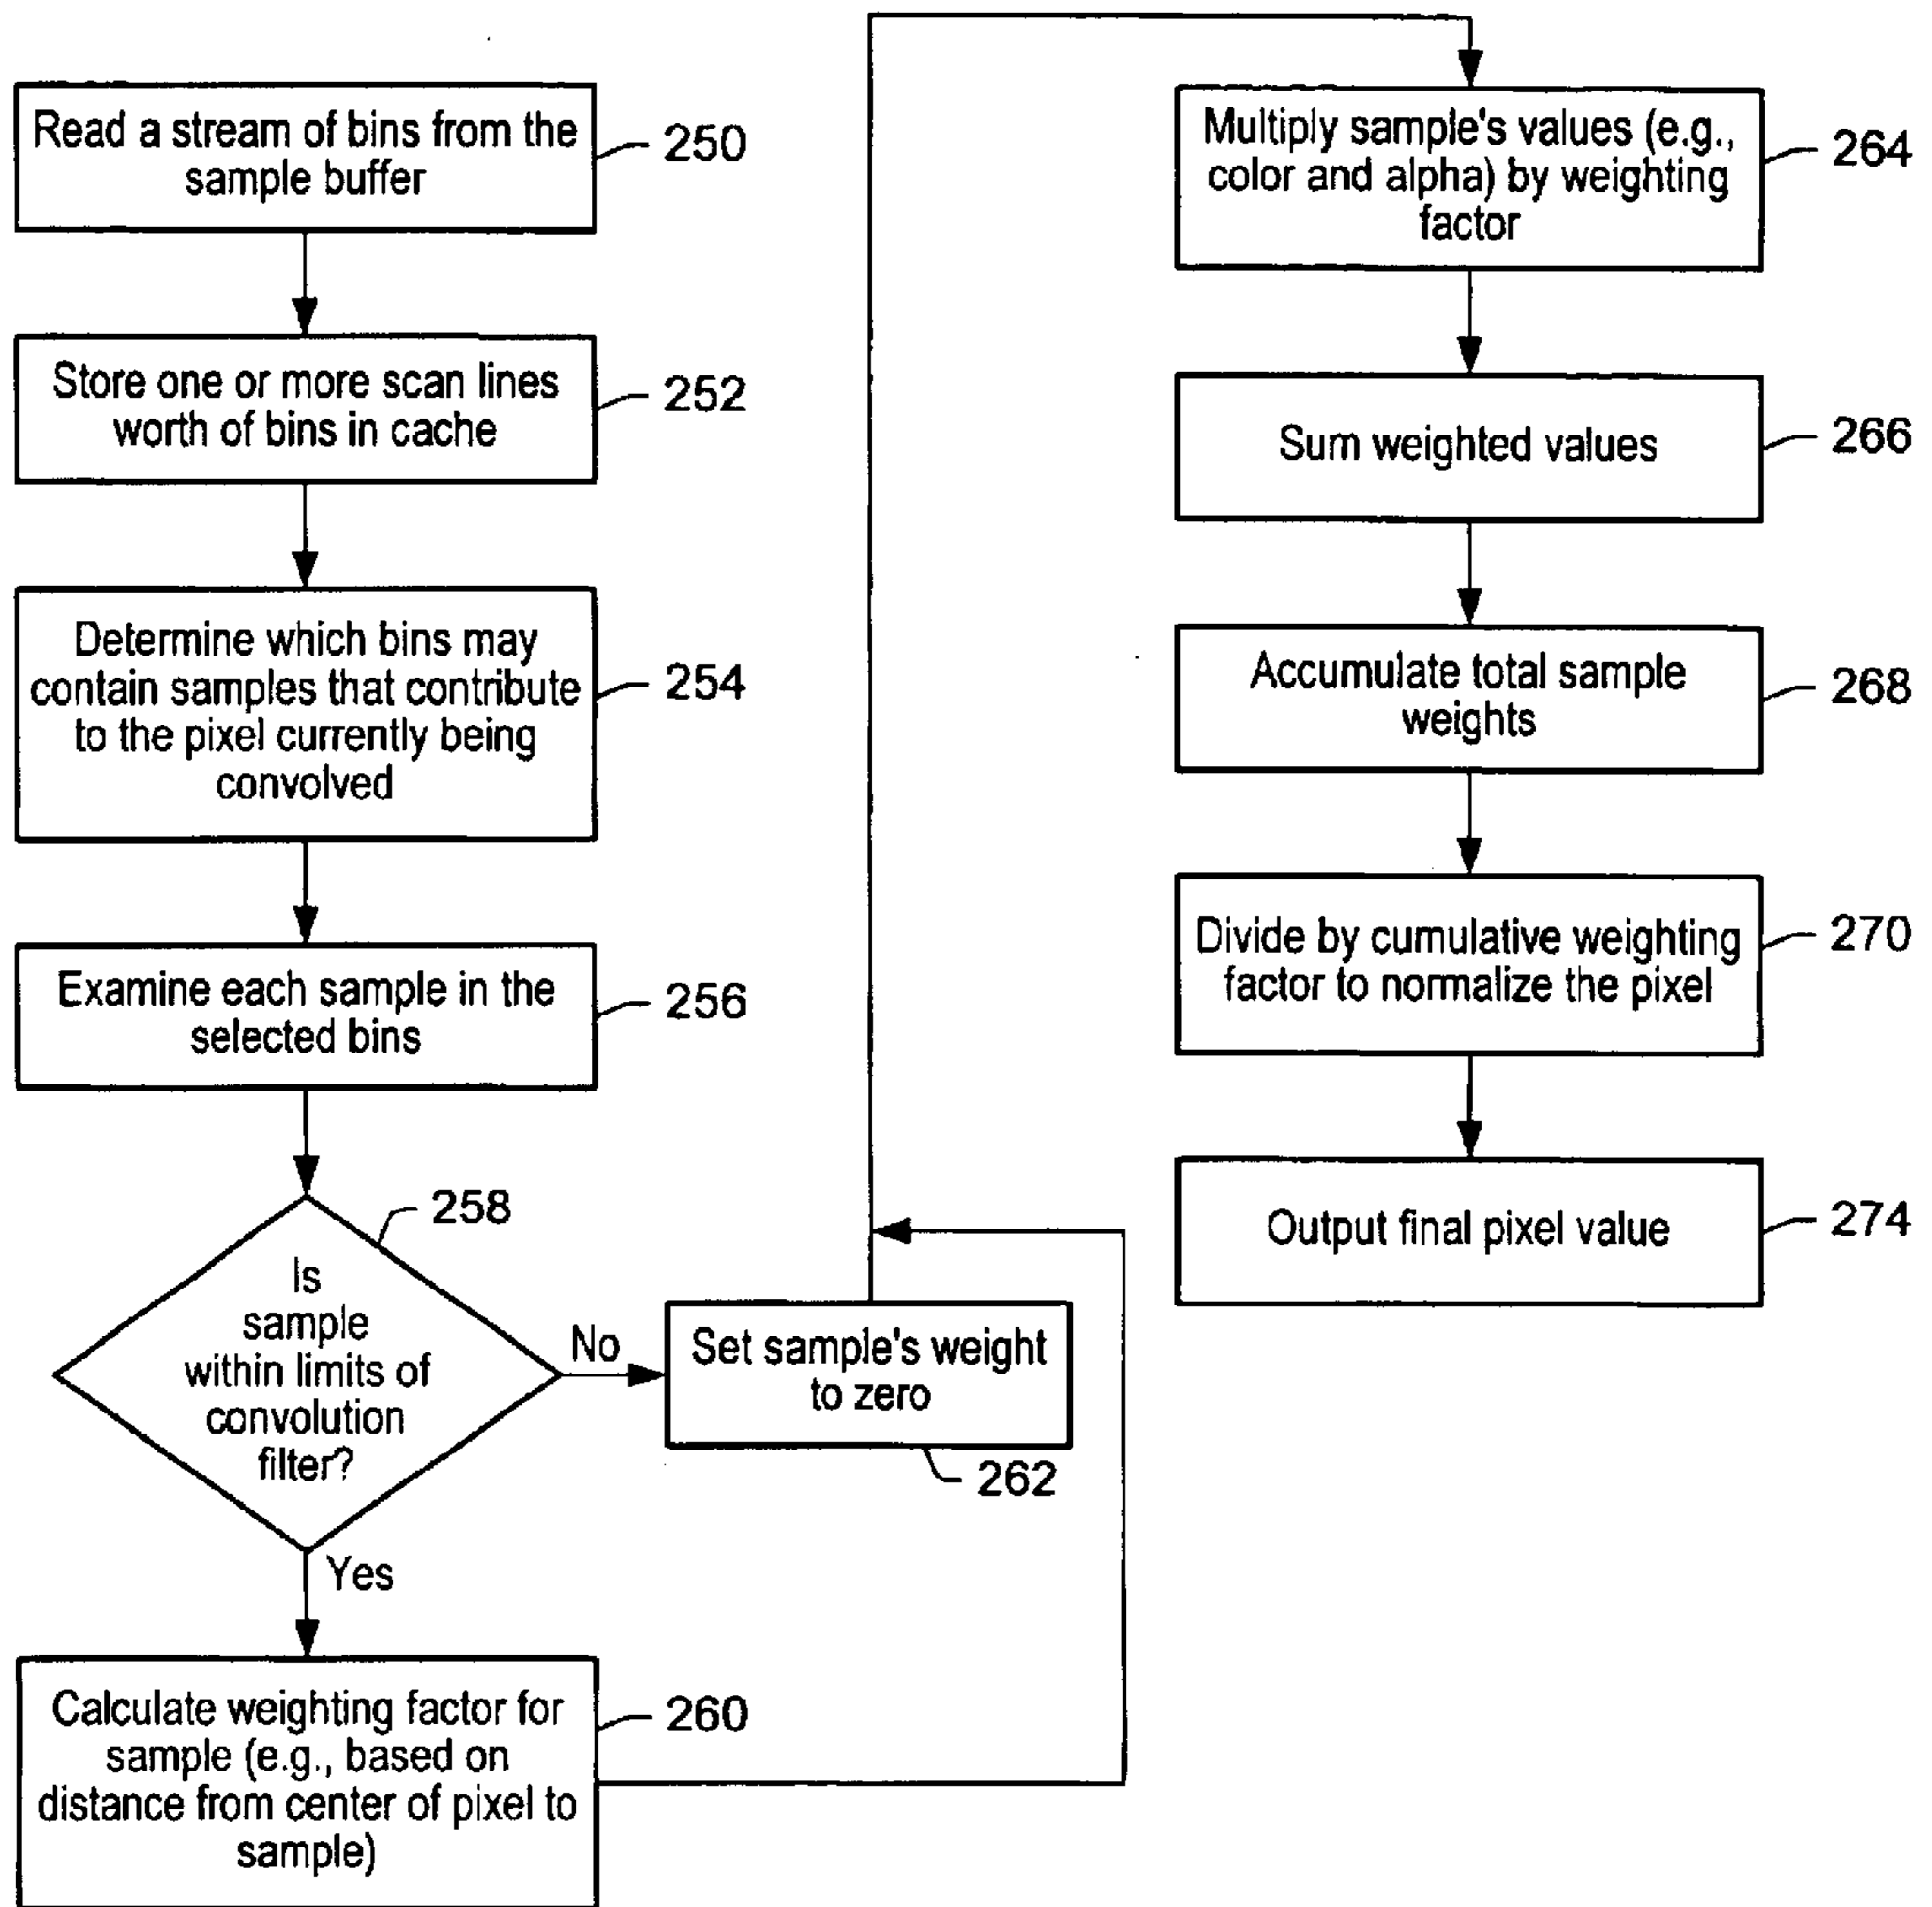 Read a stream of bins from the
sample buffer
250
Store one or more scan lines
worth of bins in cache
252
Determine which bins may
contain samples that contribute
to the pixel currently being
convolved
254
Examine each sample in the
selected bins
256
258
Is
sample
within limits of
convolution
filter?
No
Set sample's weight
to zero
262
Yes
Calculate weighting factor for
sample (e.g., based on
distance from center of pixel to
sample)
260
Multiply sample's values (e.g.,
color and alpha) by weighting
factor
264
Sum weighted values
266
Accumulate total sample
weights
268
Divide by cumulative weighting
factor to normalize the pixel
270
Output final pixel value
274